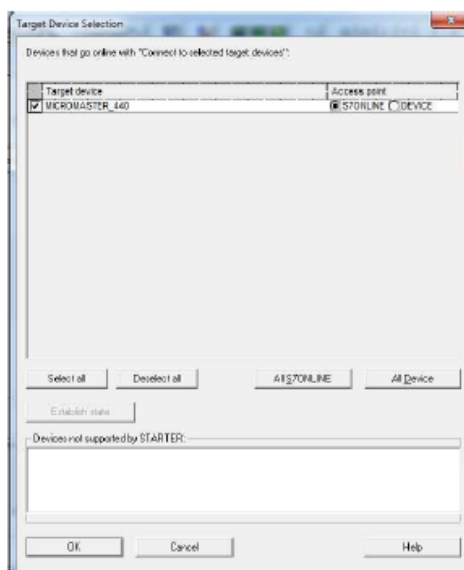 Target Device Selection
Devices that go online with "Connect to selected target devices":
Target device Access point
MICROMASTER_440 S7ONLINE DEVICE
Select all Deselect all All S7ONLINE All Device
Establish state
Devices not supported by STARTER:
OK Cancel Help